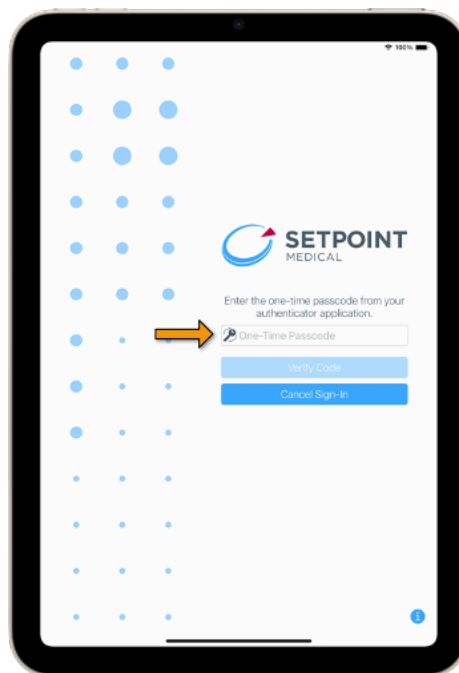 100%
SETPOINT
MEDICAL
Enter the one-time passcode from your
authenticator application.
One-Time Passcode
Verify Code
Cancel Sign-In
i